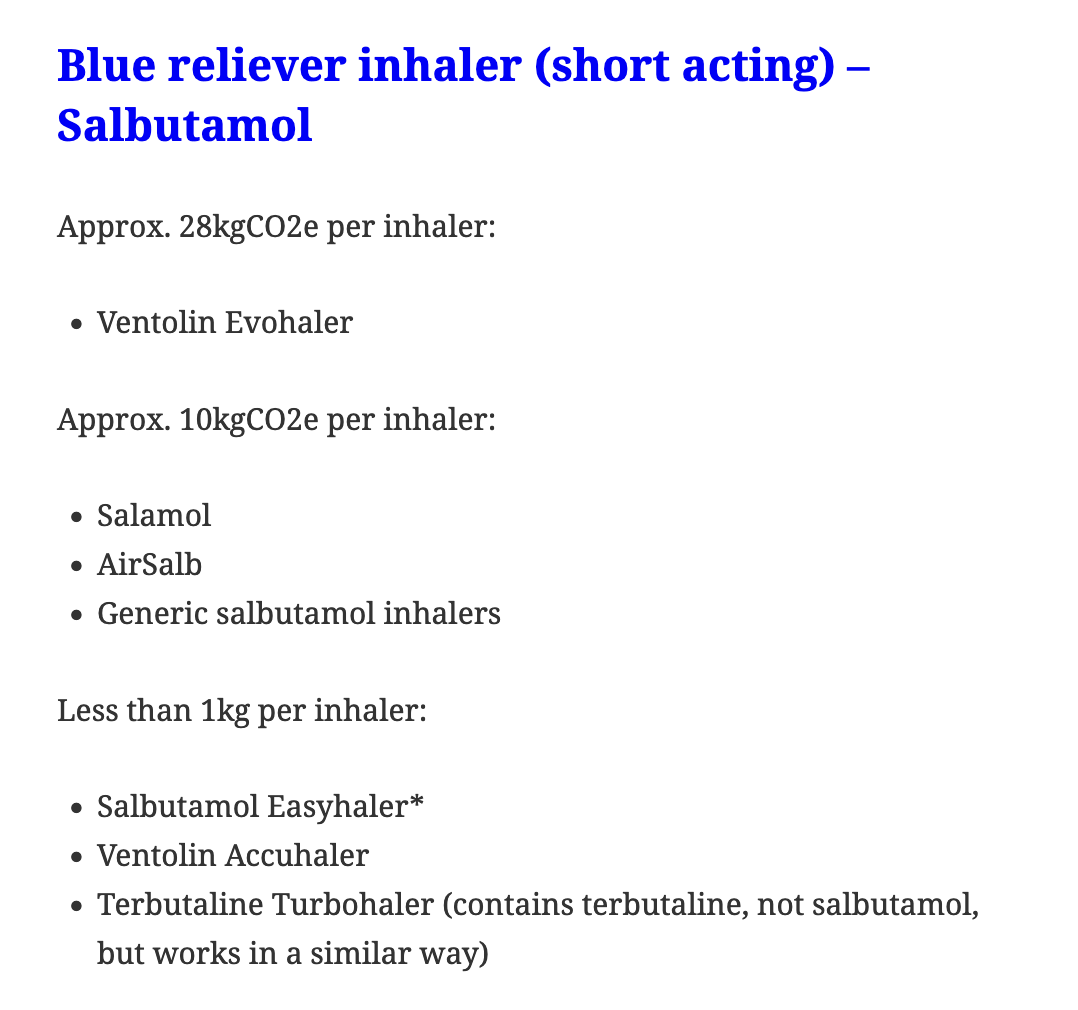 Blue reliever inhaler (short acting) –
Salbutamol
Approx. 28kgCO2e per inhaler:
• Ventolin Evohaler
Approx. 10kgCO2e per inhaler:
• Salamol
• AirSalb
• Generic salbutamol inhalers
Less than 1kg per inhaler:
• Salbutamol Easyhaler*
• Ventolin Accuhaler
• Terbutaline Turbohaler (contains terbutaline, not salbutamol,
but works in a similar way)